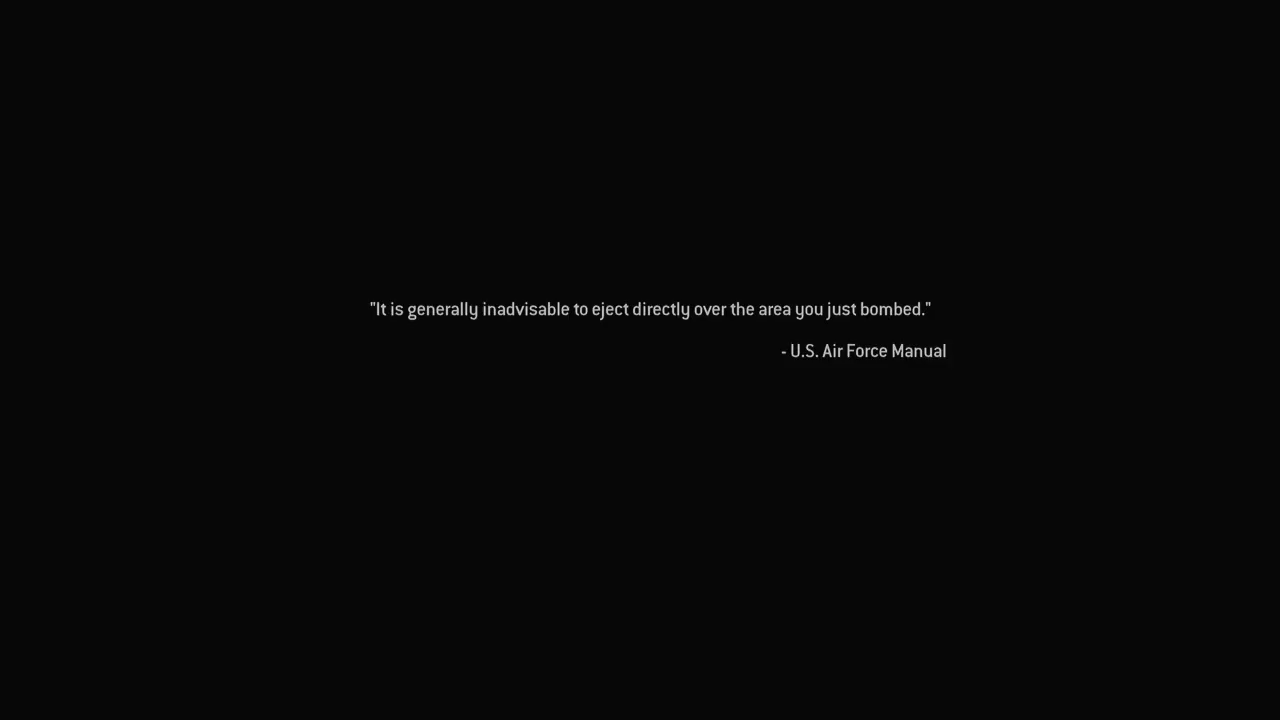 "It is generally inadvisable to eject directly over the area you just bombed."
- U.S. Air Force Manual